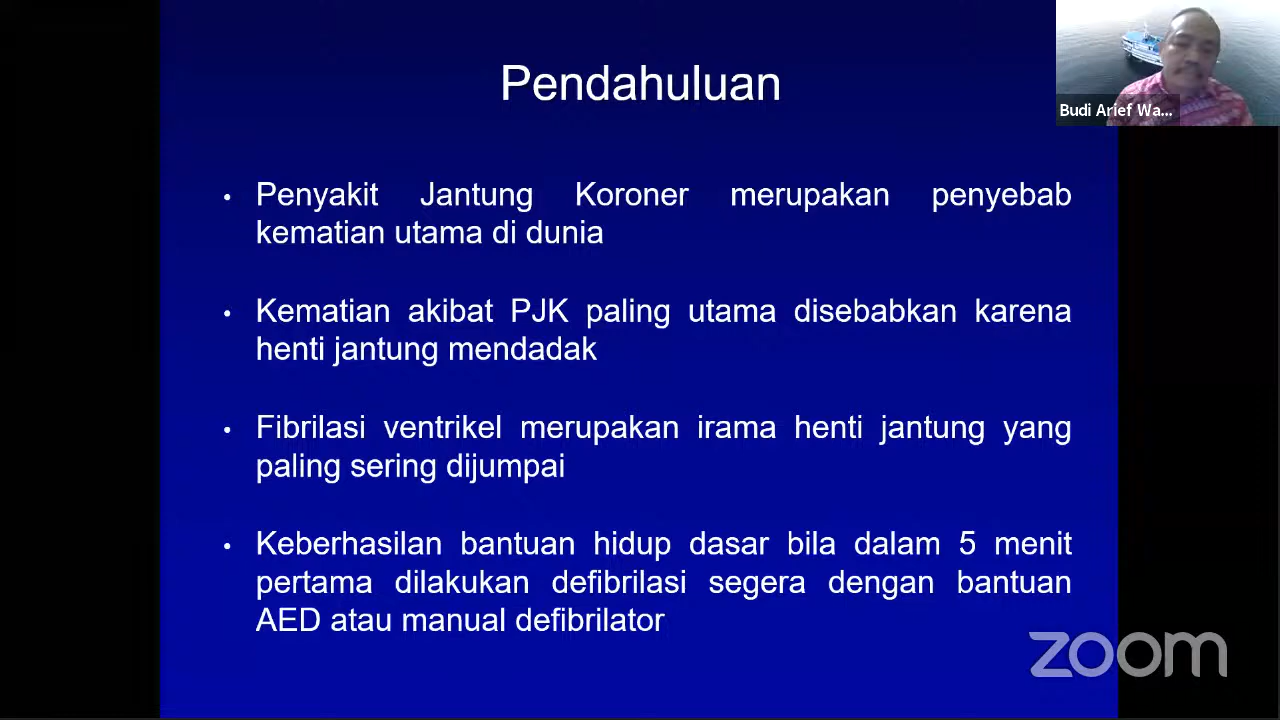 Pendahuluan
Budi Arief Wa...
• Penyakit Jantung Koroner merupakan penyebab
kematian utama di dunia
• Kematian akibat PJK paling utama disebabkan karena
henti jantung mendadak
• Fibrilasi ventrikel merupakan irama henti jantung yang
paling sering dijumpai
• Keberhasilan bantuan hidup dasar bila dalam 5 menit
pertama dilakukan defibrilasi segera dengan bantuan
AED atau manual defibrilator
zoom